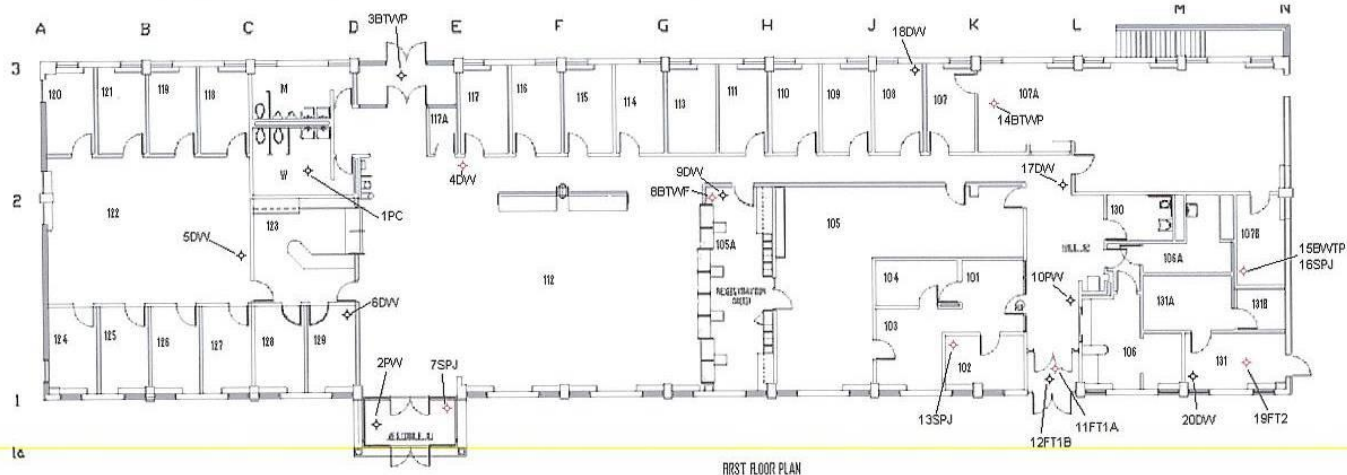 A B C D E F G H J K L M N
3BTWP
18DW
3
120 121 119 118 M 117A 117 116 115 114 113 111 110 109 108 107 107A
14BTWP
W
4DW
9DW
8BTWF
17DW
2
1PC
122 123 105 130 107B
5DW
105A
106A
15BWTP
16SPJ
112
104 101
10PW
131A 131B
6DW
103
124 125 126 127 128 129
102 106 131
2PW
7SPJ
13SPJ
11FT1A
12FT1B
20DW
19FT2
1
1a
FIRST FLOOR PLAN